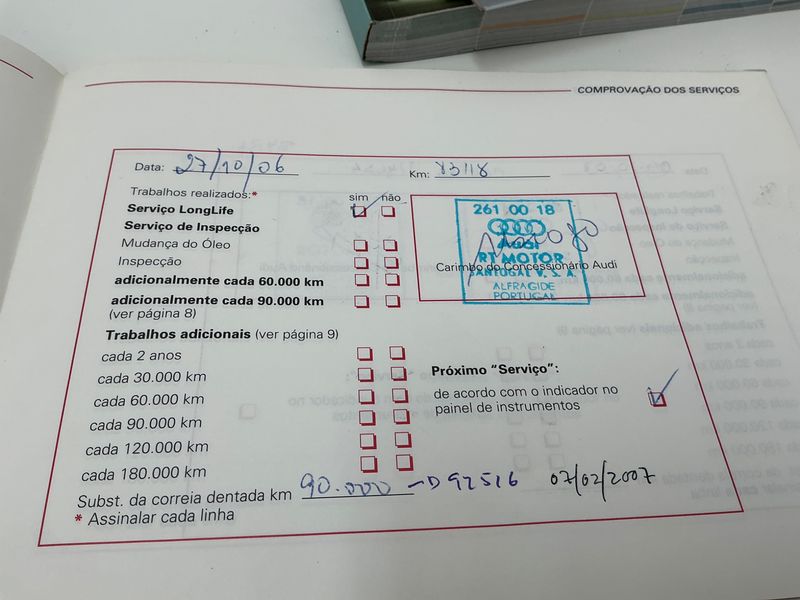 COMPROVAÇÃO DOS SERVIÇOS
Data: 27/10/06 Km: 83118
Trabalhos realizados:* sim não
Serviço LongLife
Serviço de Inspecção
Mudança do Óleo
Inspecção
adicionalmente cada 60.000 km
adicionalmente cada 90.000 km
(ver página 8)
261 00 18
Audi
RT MOTOR
SANTOGAL V, S. A.
ALFRAGIDE
PORTUGAL
Carimbo do Concessionário Audi
Trabalhos adicionais (ver página 9)
cada 2 anos
cada 30.000 km
cada 60.000 km
cada 90.000 km
cada 120.000 km
cada 180.000 km
Próximo “Serviço”:
de acordo com o indicador no
painel de instrumentos
Subst. da correia dentada km 90.000 92516 07/02/2007
* Assinalar cada linha